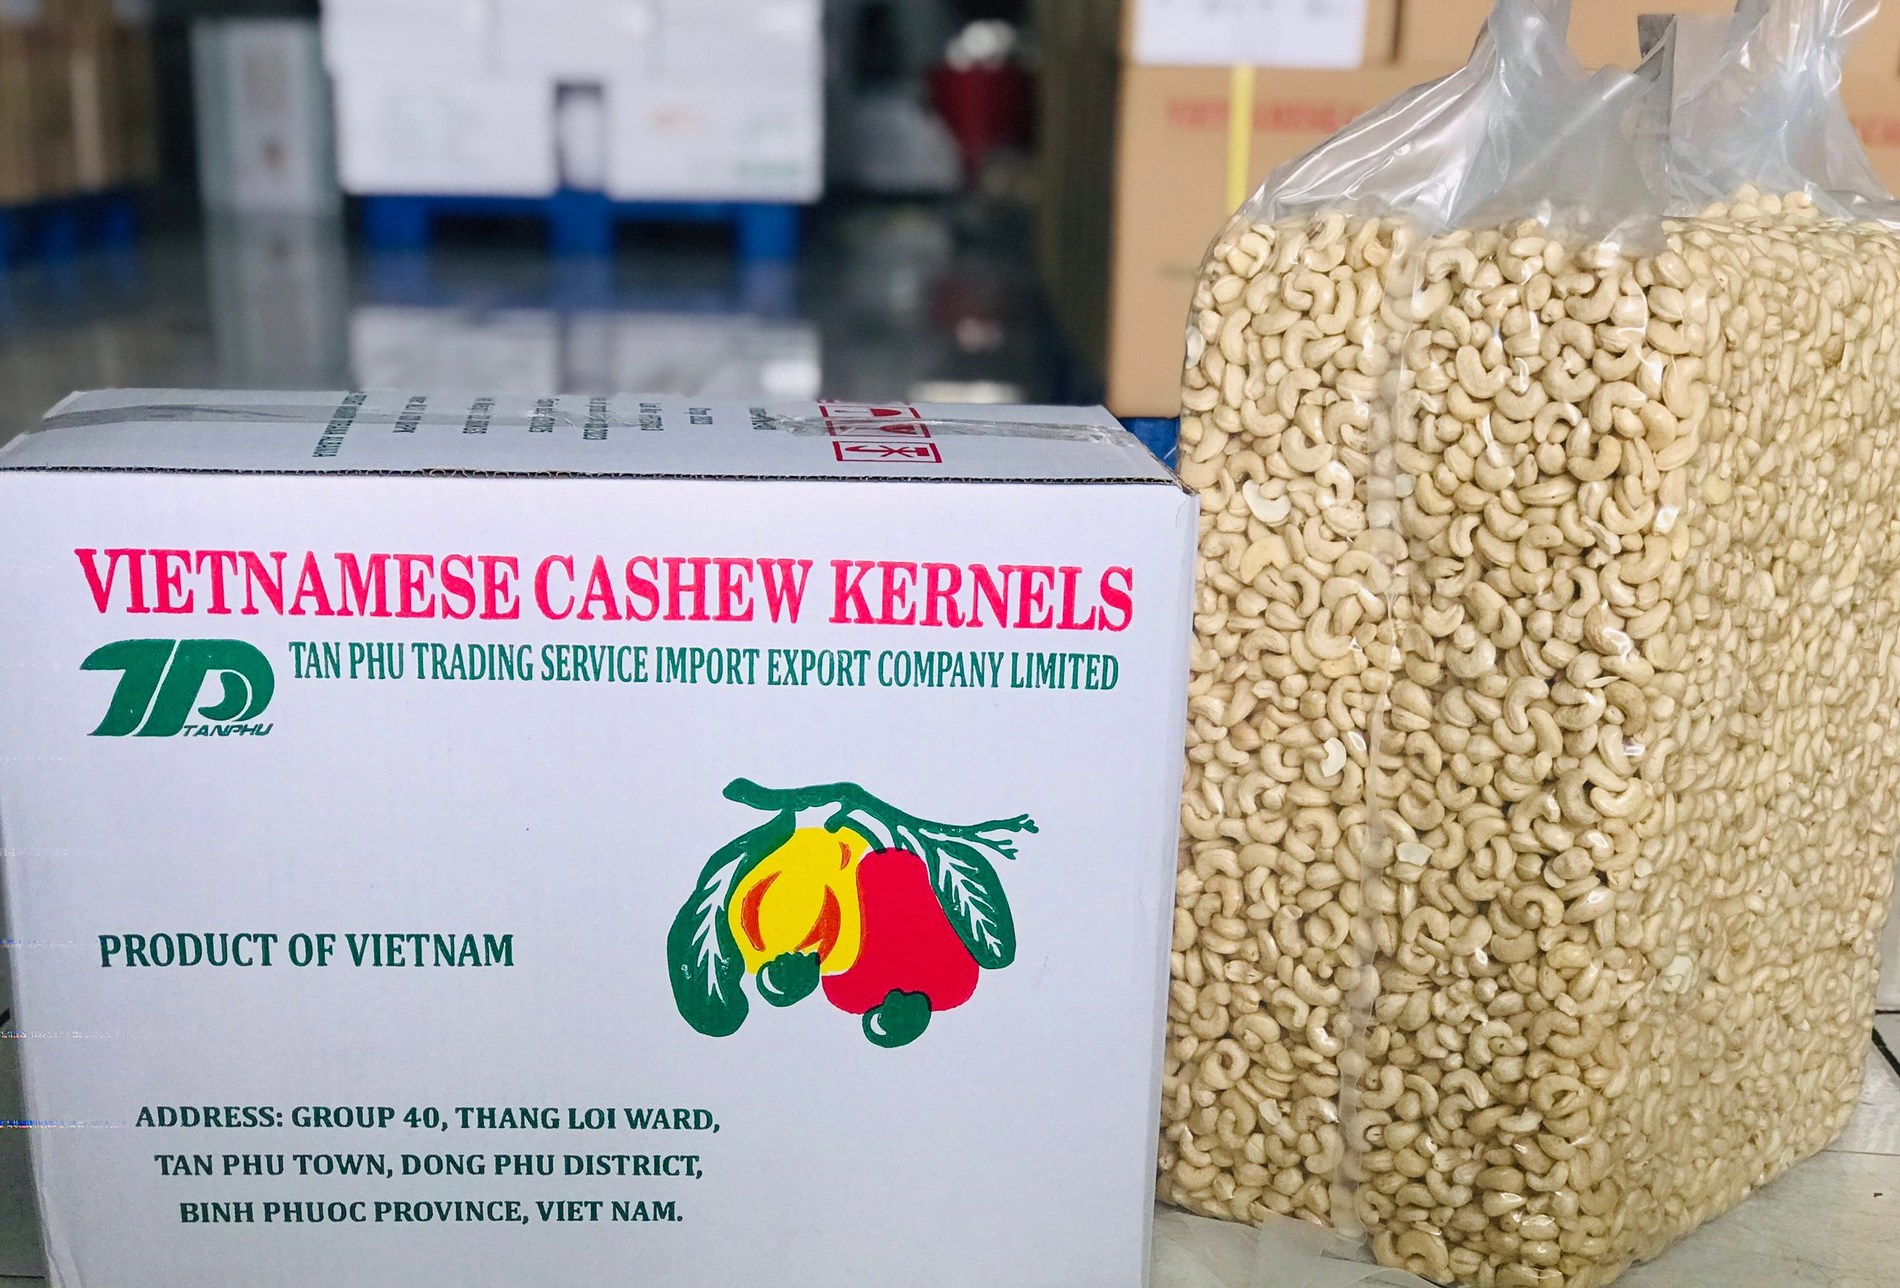 VIETNAMESE CASHEW KERNELS
TANPHU
TAN PHU TRADING SERVICE IMPORT EXPORT COMPANY LIMITED
PRODUCT OF VIETNAM
ADDRESS: GROUP 40, THANG LOI WARD,
TAN PHU TOWN, DONG PHU DISTRICT,
BINH PHUOC PROVINCE, VIET NAM.